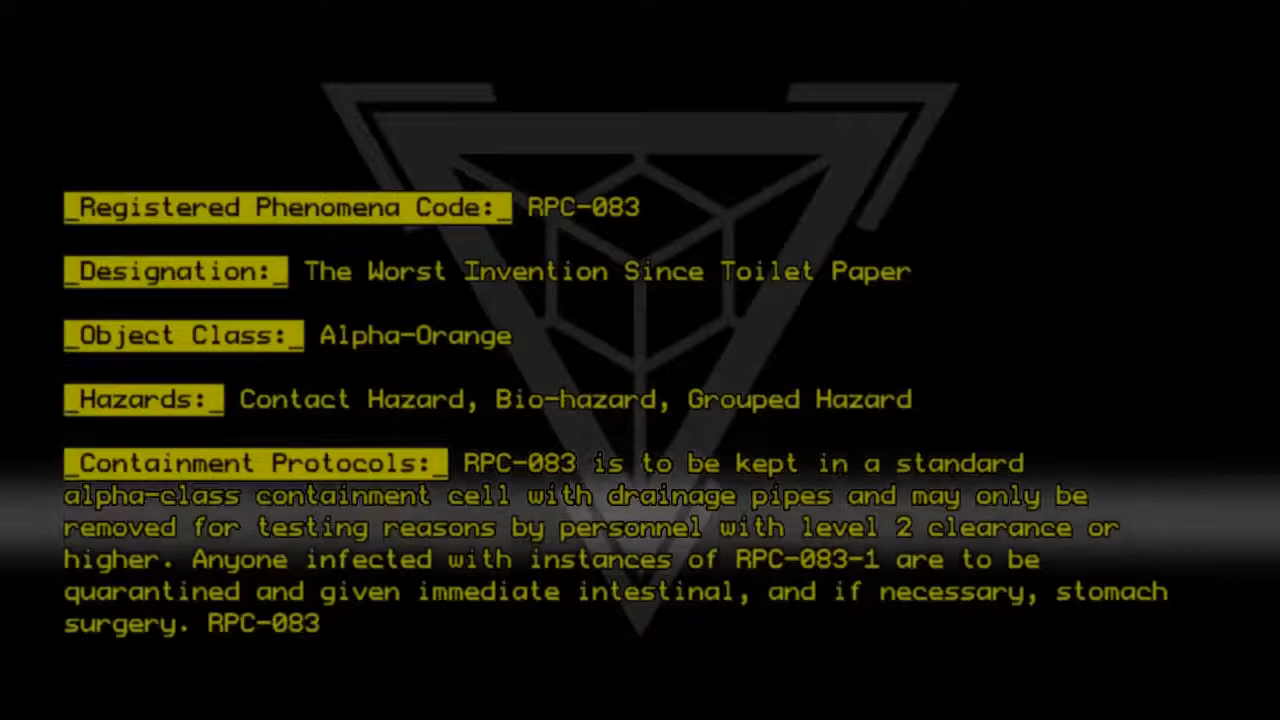 _Registered Phenomena Code:_ RPC-083
_Designation:_ The Worst Invention Since Toilet Paper
_Object Class:_ Alpha-Orange
_Hazards:_ Contact Hazard, Bio-hazard, Grouped Hazard
_Containment Protocols:_ RPC-083 is to be kept in a standard
alpha-class containment cell with drainage pipes and may only be
removed for testing reasons by personnel with level 2 clearance or
higher. Anyone infected with instances of RPC-083-1 are to be
quarantined and given immediate intestinal, and if necessary, stomach
surgery. RPC-083